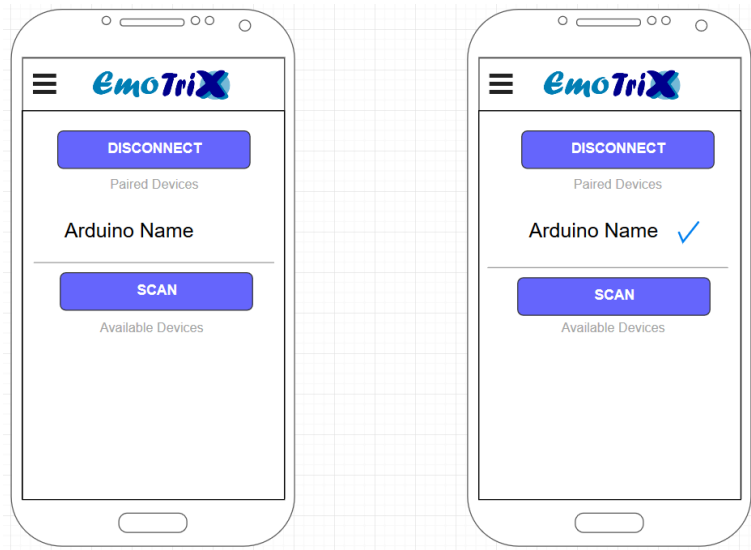 EmoTriX
DISCONNECT
Paired Devices
Arduino Name
SCAN
Available Devices
EmoTriX
DISCONNECT
Paired Devices
Arduino Name
SCAN
Available Devices